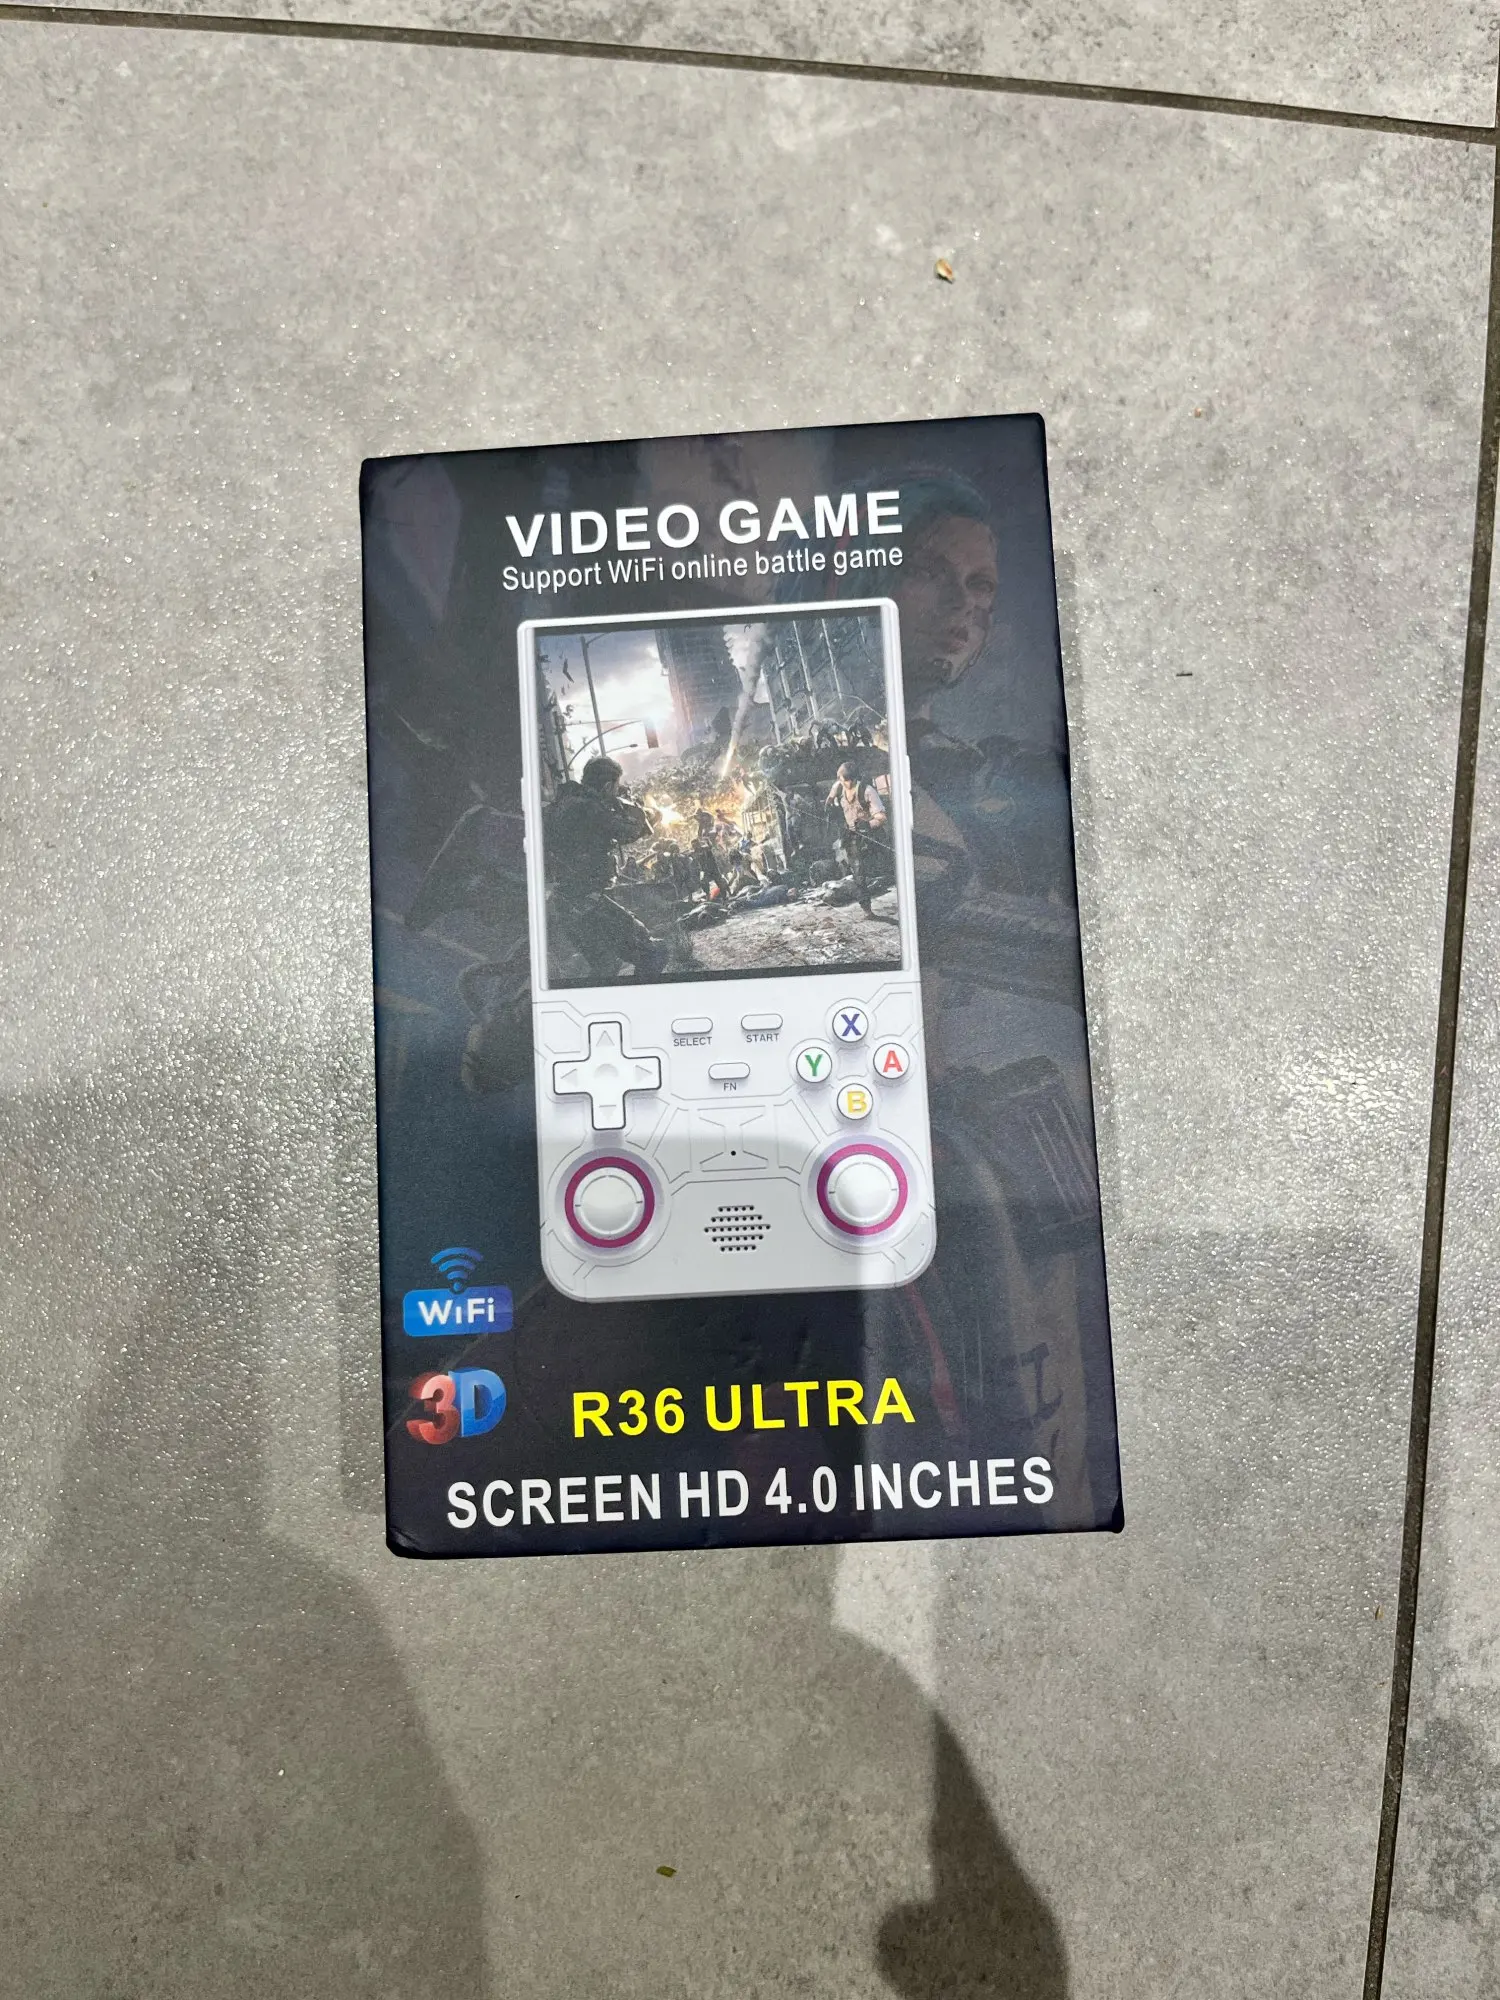 VIDEO GAME
Support WiFi online battle game
SELECT
START
FN
X
Y
A
B
WiFi
3D
R36 ULTRA
SCREEN HD 4.0 INCHES